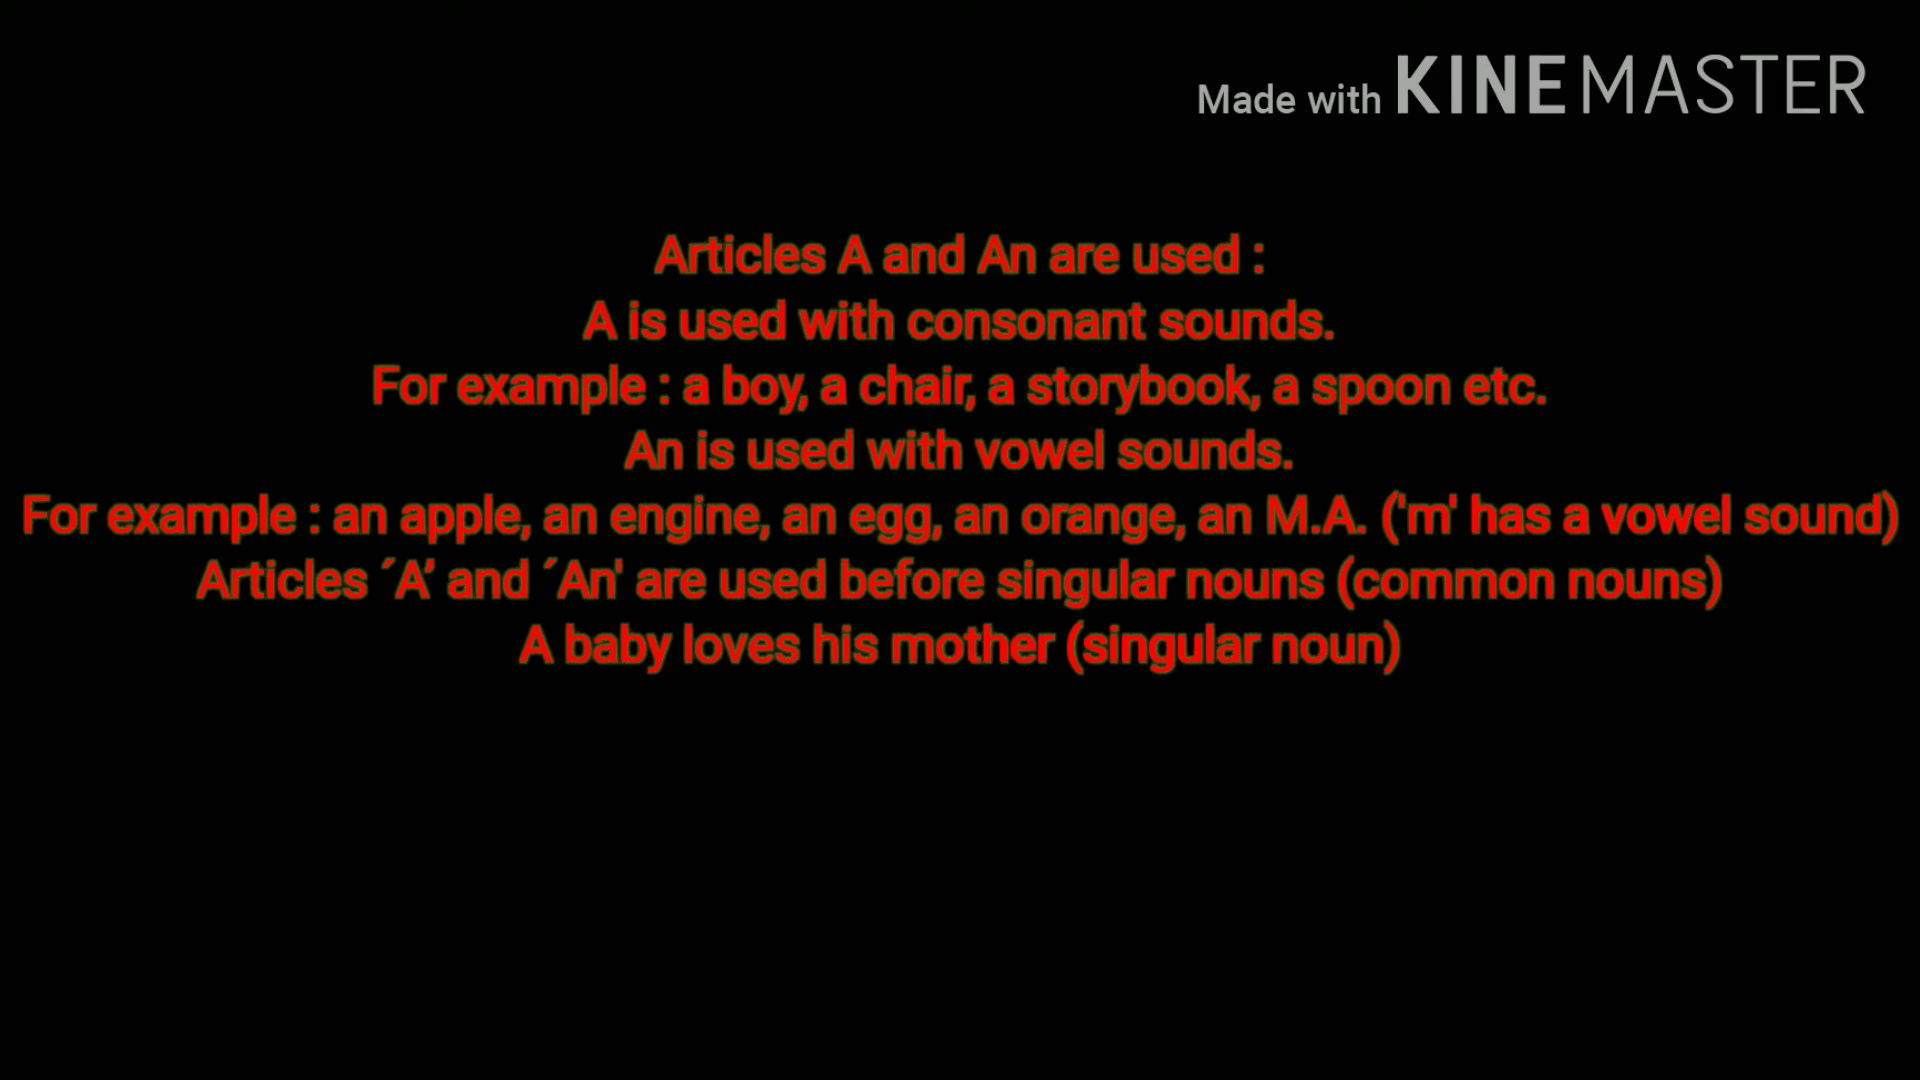 Made with KINEMASTER
Articles A and An are used :
A is used with consonant sounds.
For example : a boy, a chair, a storybook, a spoon etc.
An is used with vowel sounds.
For example : an apple, an engine, an egg, an orange, an M.A. ('m' has a vowel sound)
Articles ´A’ and ´An' are used before singular nouns (common nouns)
A baby loves his mother (singular noun)